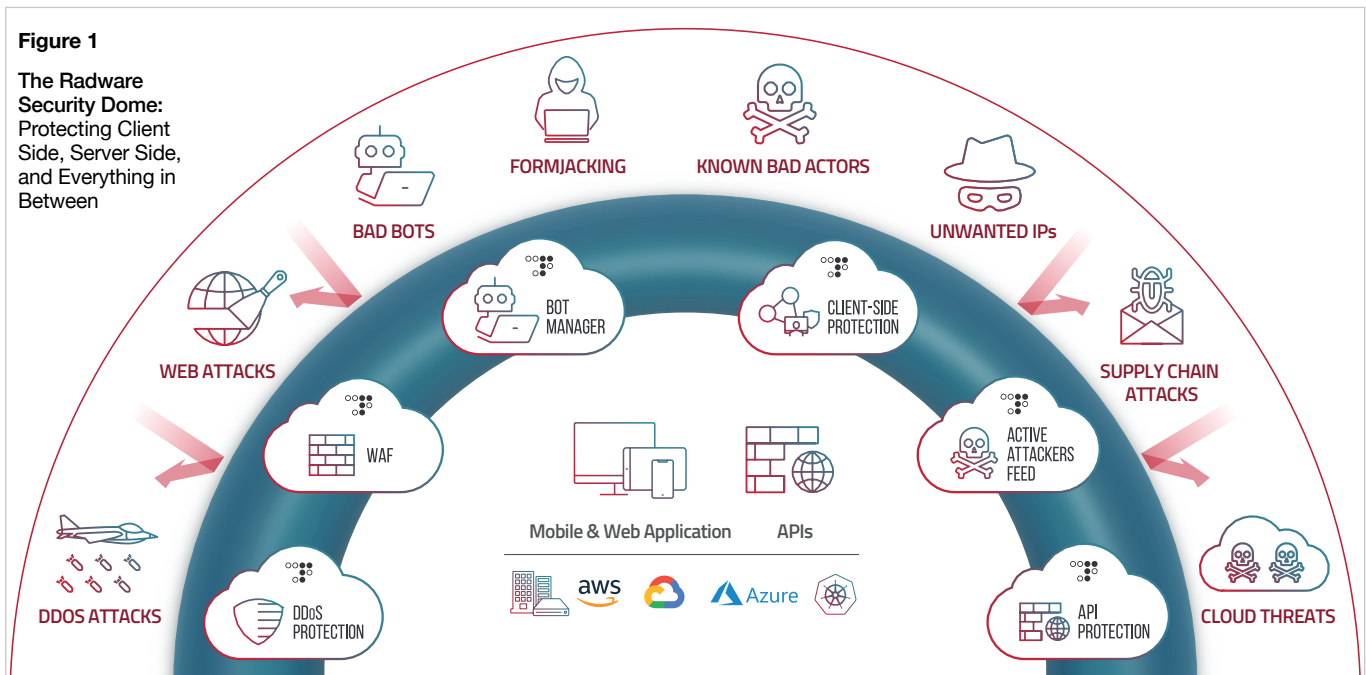 Figure 1
The Radware
Security Dome:
Protecting Client
Side, Server Side,
and Everything in
Between
FORMJACKING
KNOWN BAD ACTORS
BAD BOTS
UNWANTED IPs
WEB ATTACKS
SUPPLY CHAIN
ATTACKS
DDOS ATTACKS
CLOUD THREATS
BOT
MANAGER
CLIENT-SIDE
PROTECTION
WAF
ACTIVE
ATTACKERS
FEED
DDoS
PROTECTION
API
PROTECTION
Mobile & Web Application
APIs
aws
Azure